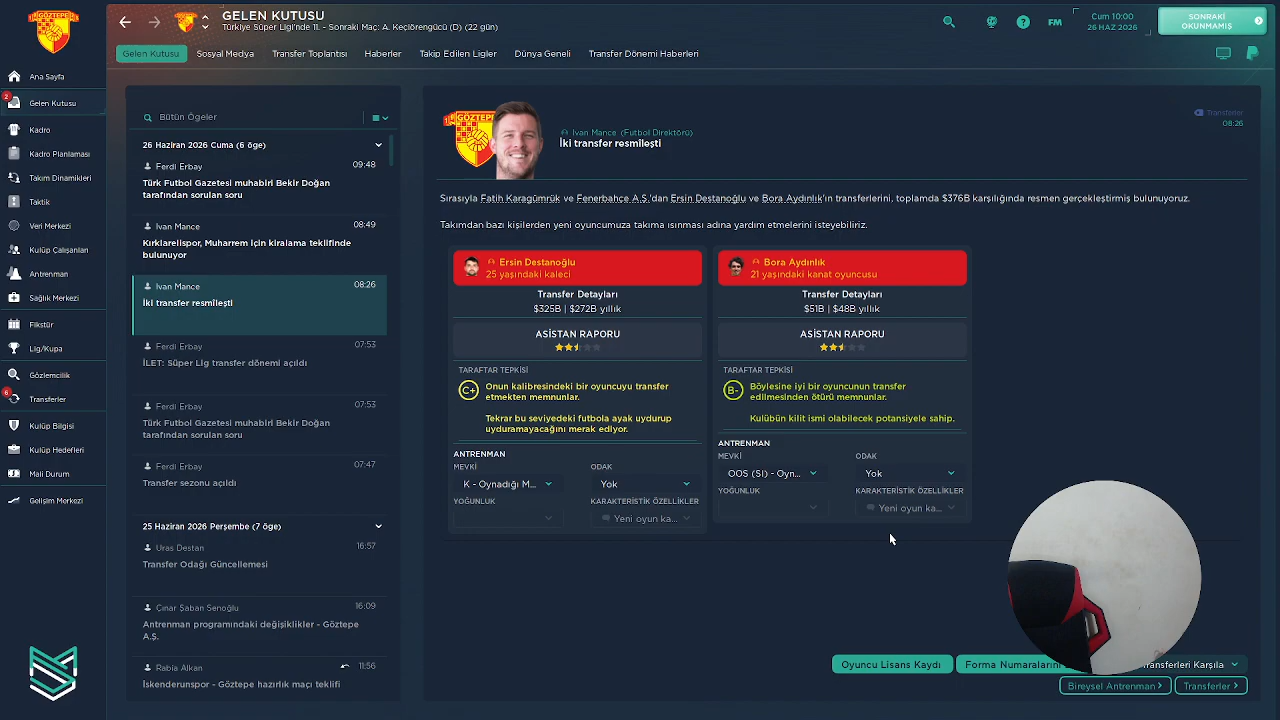 GÖZTEPE
GELEN KUTUSU
Türkiye Süper Ligi'nde 11. - Sonraki Maç: A. Keçiörengücü (D) (22 gün)
FM
Cum 10:00
26 HAZ 2026
SONRAKİ
OKUNMAMIŞ
Gelen Kutusu
Sosyal Medya
Transfer Toplantısı
Haberler
Takip Edilen Ligler
Dünya Geneli
Transfer Dönemi Haberleri
Ana Sayfa
2
Gelen Kutusu
Kadro
Kadro Planlaması
Takım Dinamikleri
Taktik
Veri Merkezi
Kulüp Çalışanları
Antrenman
Sağlık Merkezi
Fikstür
Lig/Kupa
Gözlemcilik
6
Transferler
Kulüp Bilgisi
Kulüp Hedefleri
Mali Durum
Gelişim Merkezi
Bütün Ögeler
26 Haziran 2026 Cuma (6 öge)
Ferdi Erbay
09:48
Türk Futbol Gazetesi muhabiri Bekir Doğan
tarafından sorulan soru
Ivan Mance
08:49
Kırklarelispor, Muharrem için kiralama teklifinde
bulunuyor
Ivan Mance
08:26
İki transfer resmîleşti
Ferdi Erbay
07:53
İLET: Süper Lig transfer dönemi açıldı
Ferdi Erbay
07:53
Türk Futbol Gazetesi muhabiri Bekir Doğan
tarafından sorulan soru
Ferdi Erbay
07:47
Transfer sezonu açıldı
25 Haziran 2026 Perşembe (7 öge)
Uras Destan
16:57
Transfer Odağı Güncellemesi
Çınar Şaban Şenoğlu
16:09
Antrenman programındaki değişiklikler - Göztepe
A.Ş.
Rabia Alkan
11:56
İskenderunspor - Göztepe hazırlık maçı teklifi
GÖZTEPE
Ivan Mance (Futbol Direktörü)
İki transfer resmîleşti
Transferler
08:26
Sırasıyla Fatih Karagümrük ve Fenerbahçe A.Ş.'dan Ersin Destanoğlu ve Bora Aydınlık'ın transferlerini, toplamda $376B karşılığında resmen gerçekleştirmiş bulunuyoruz.
Takımdan bazı kişilerden yeni oyuncumuza takıma ısınması adına yardım etmelerini isteyebiliriz.
Ersin Destanoğlu
25 yaşındaki kaleci
Transfer Detayları
$325B | $272B yıllık
ASİSTAN RAPORU
TARAFTAR TEPKİSİ
C+
Onun kalibresindeki bir oyuncuyu transfer
etmekten memnunlar.
Tekrar bu seviyedeki futbola ayak uydurup
uyduramayacağını merak ediyor.
ANTRENMAN
MEVKİ
ODAK
K - Oynadığı M...
Yok
YOĞUNLUK
KARAKTERİSTİK ÖZELLİKLER
Yeni oyun ka...
Bora Aydınlık
21 yaşındaki kanat oyuncusu
Transfer Detayları
$51B | $48B yıllık
ASİSTAN RAPORU
TARAFTAR TEPKİSİ
B-
Böylesine iyi bir oyuncunun transfer
edilmesinden ötürü memnunlar.
Kulübün kilit ismi olabilecek potansiyele sahip.
ANTRENMAN
MEVKİ
ODAK
OOS (Sl) - Oyn...
Yok
YOĞUNLUK
KARAKTERİSTİK ÖZELLİKLER
Yeni oyun ka...
Oyuncu Lisans Kaydı
Forma Numaralarını
Transferleri Karşıla
Bireysel Antrenman
Transferler